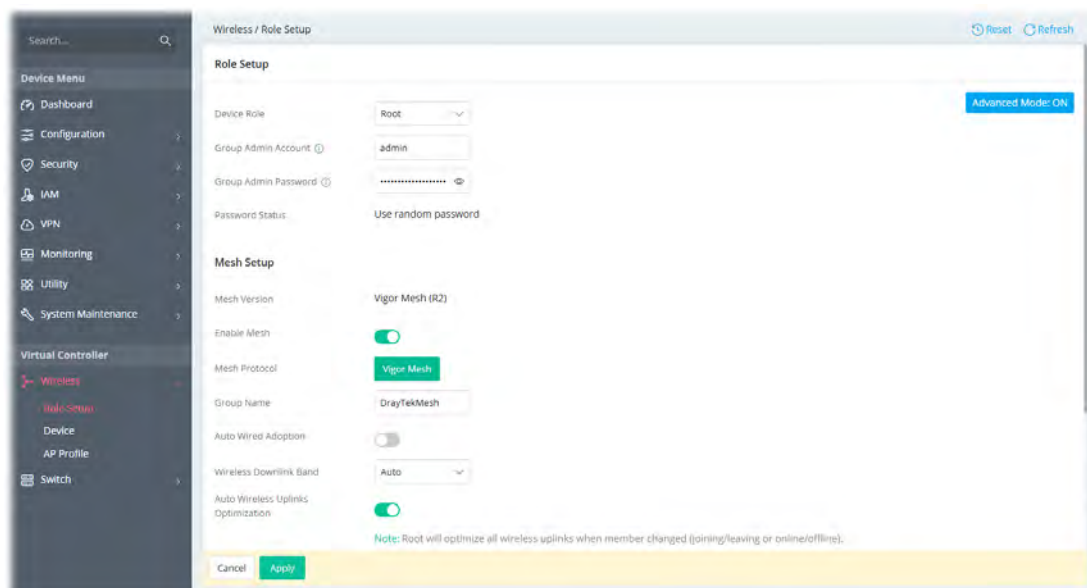 Search...
Device Menu
Dashboard
Configuration
Security
IAM
VPN
Monitoring
Utility
System Maintenance
Virtual Controller
Wireless
Role Setup
Device
AP Profile
Switch
Wireless / Role Setup
Reset Refresh
Role Setup
Advanced Mode: ON
Device Role Root
Group Admin Account admin
Group Admin Password ••••••••••••••••••
Password Status Use random password
Mesh Setup
Mesh Version Vigor Mesh (R2)
Enable Mesh
Mesh Protocol Vigor Mesh
Group Name DrayTekMesh
Auto Wired Adoption
Wireless Downlink Band Auto
Auto Wireless Uplinks
Optimization
Note: Root will optimize all wireless uplinks when member changed (joining/leaving or online/offline).
Cancel Apply